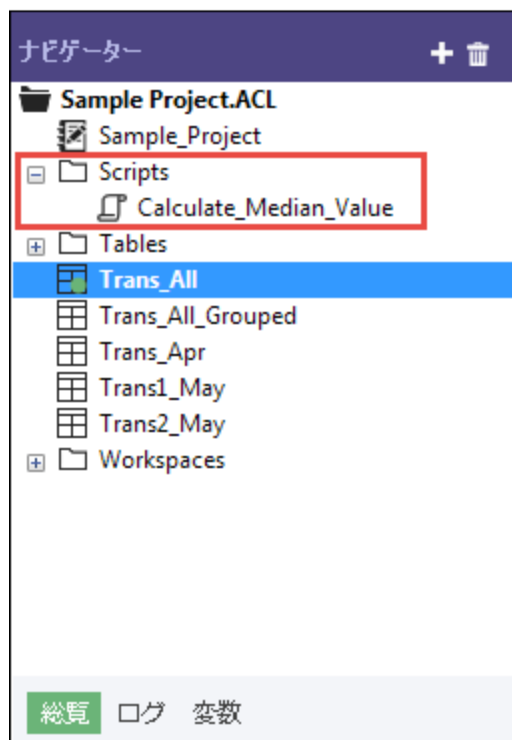 ナビゲーター
Sample Project.ACL
Sample_Project
Scripts
Calculate_Median_Value
Tables
Trans_All
Trans_All_Grouped
Trans_Apr
Trans1_May
Trans2_May
Workspaces
総覧 ログ 変数